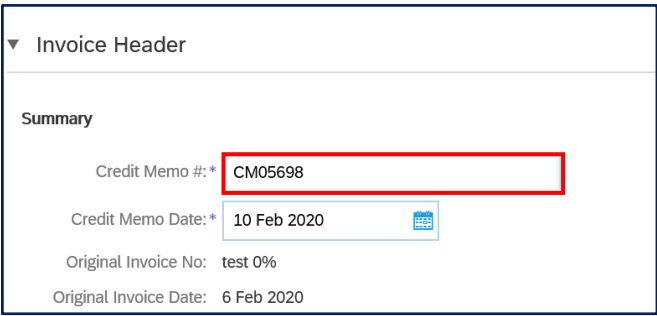 Invoice Header
Summary
Credit Memo #:* CM05698
Credit Memo Date:* 10 Feb 2020
Original Invoice No: test 0%
Original Invoice Date: 6 Feb 2020